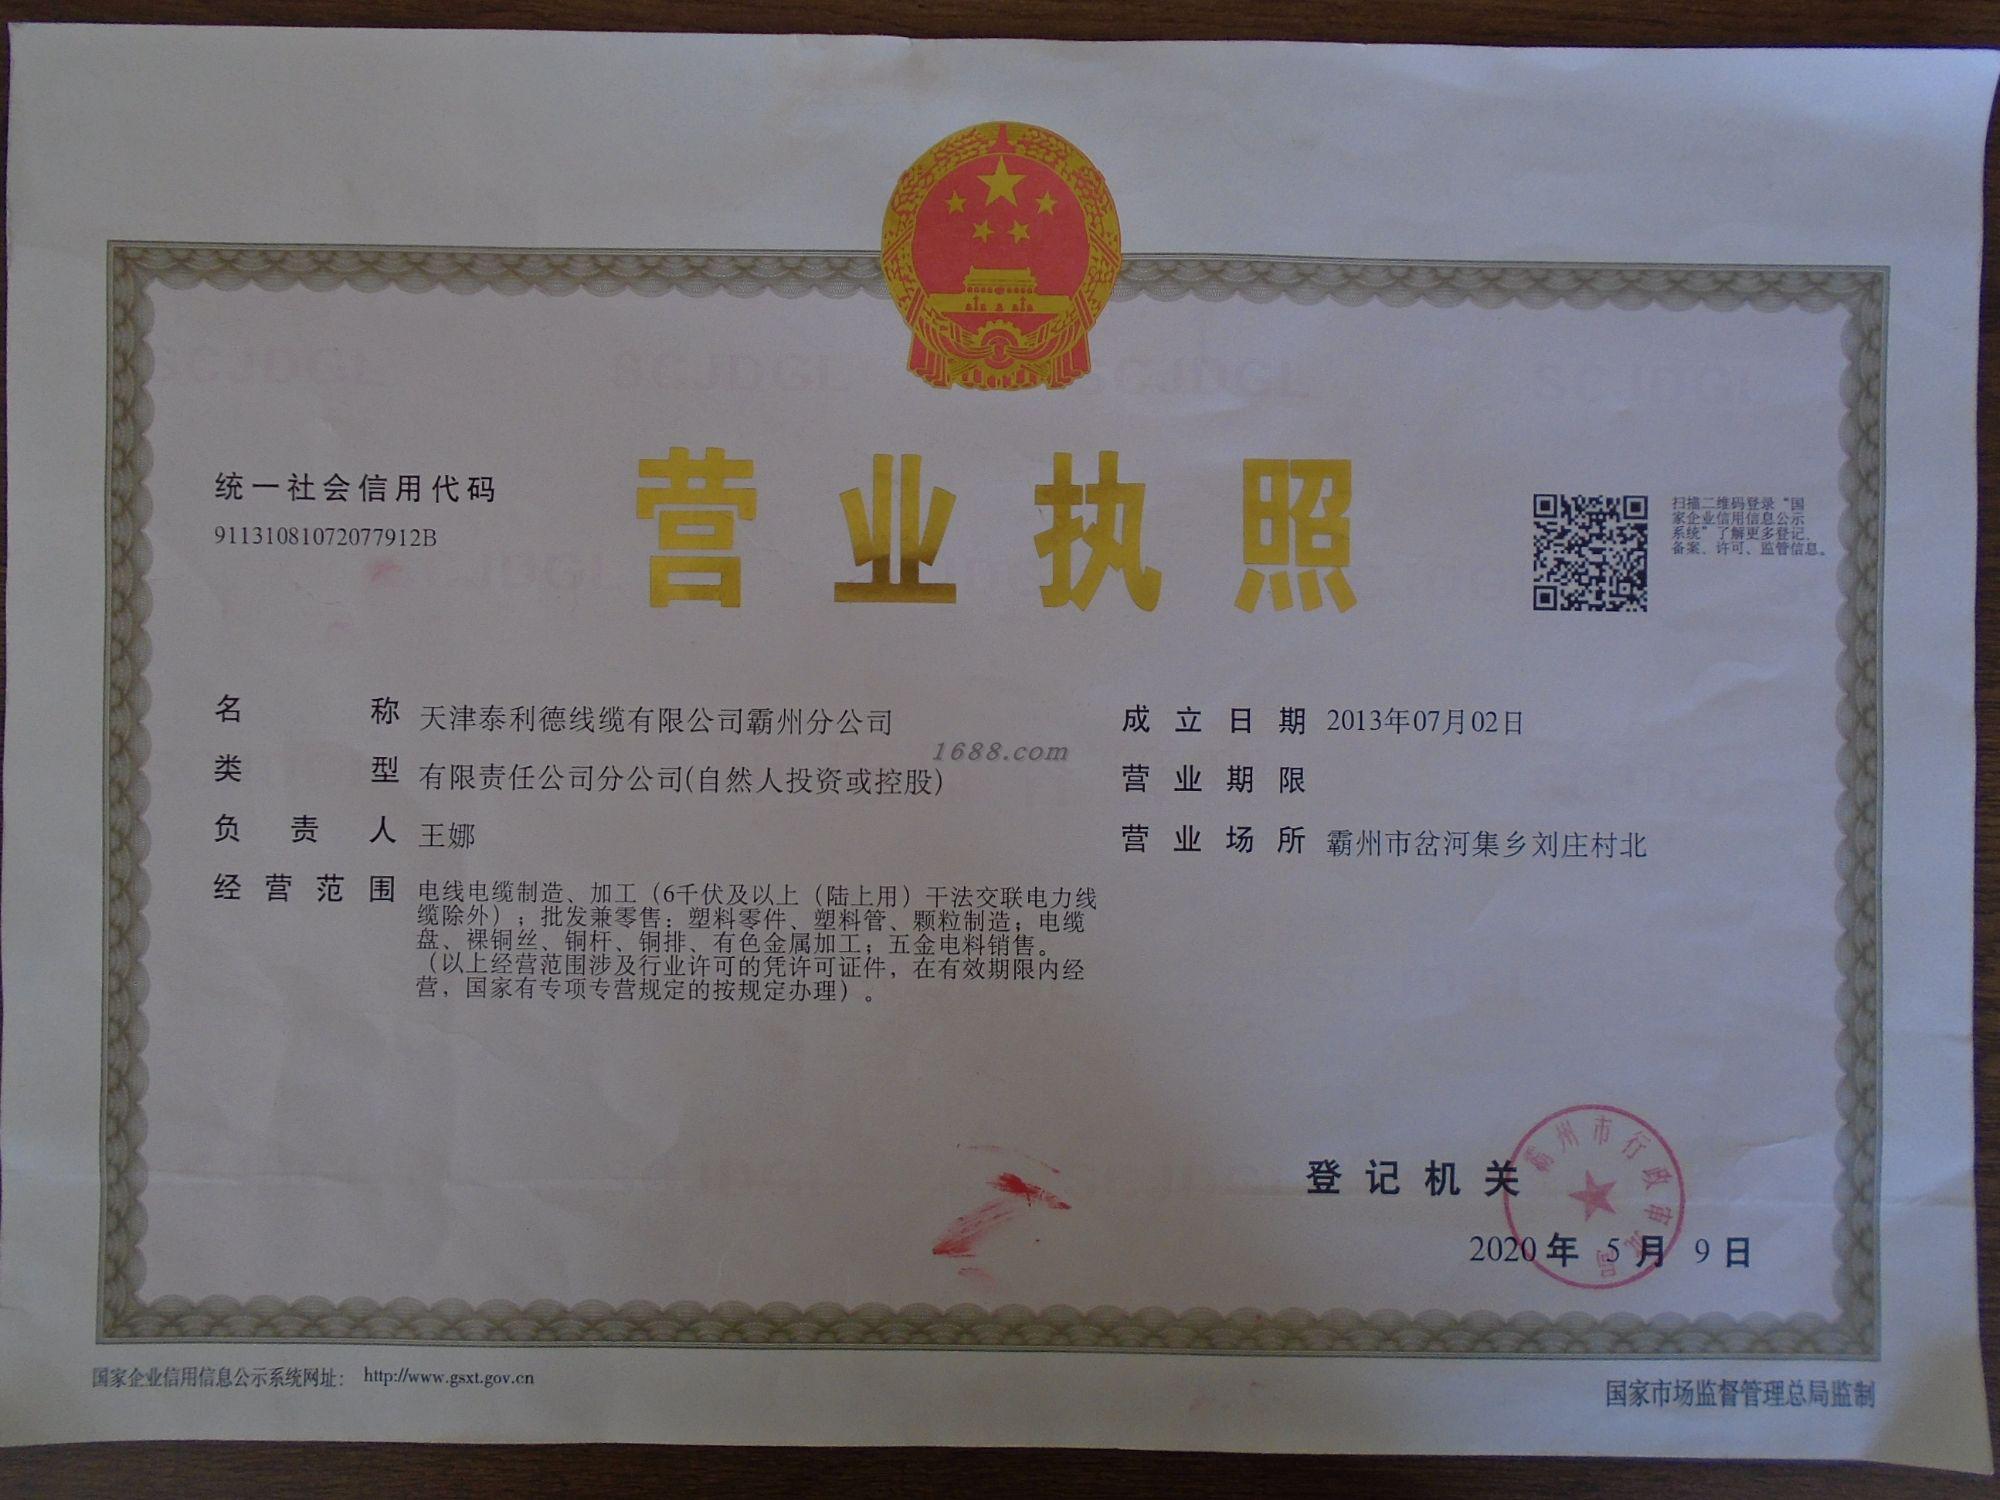 营业执照
统一社会信用代码
91131081072077912B
扫描二维码登录“国
家企业信用信息公示
系统”了解更多登记、
备案、许可、监管信息。
名称 天津泰利德线缆有限公司霸州分公司
类型 有限责任公司分公司(自然人投资或控股)
负责人 王娜
经营范围 电线电缆制造、加工（6千伏及以上（陆上用）干法交联电力线
缆除外）；批发兼零售：塑料零件、塑料管、颗粒制造；电缆
盘、裸铜丝、铜杆、铜排、有色金属加工；五金电料销售。
（以上经营范围涉及行业许可的凭许可证件，在有效期限内经
营，国家有专项专营规定的按规定办理）。
成立日期 2013年07月02日
营业期限
营业场所 霸州市岔河集乡刘庄村北
1688.com
登记机关
霸州市行政审批局
2020年5月9日
国家企业信用信息公示系统网址： http://www.gsxt.gov.cn
国家市场监督管理总局监制
SCJDGL SCJDGL SCJDGL SCJDGL